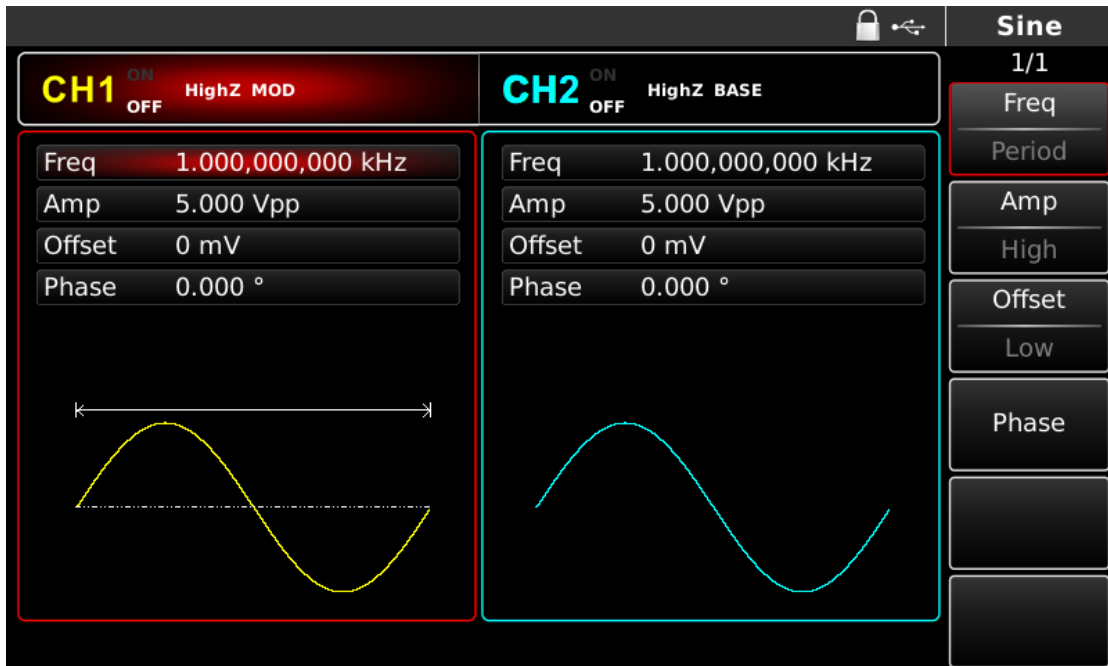 Sine
1/1
CH1 ON OFF HighZ MOD
CH2 ON OFF HighZ BASE
Freq 1.000,000,000 kHz
Amp 5.000 Vpp
Offset 0 mV
Phase 0.000 °
Freq 1.000,000,000 kHz
Amp 5.000 Vpp
Offset 0 mV
Phase 0.000 °
Freq
Period
Amp
High
Offset
Low
Phase